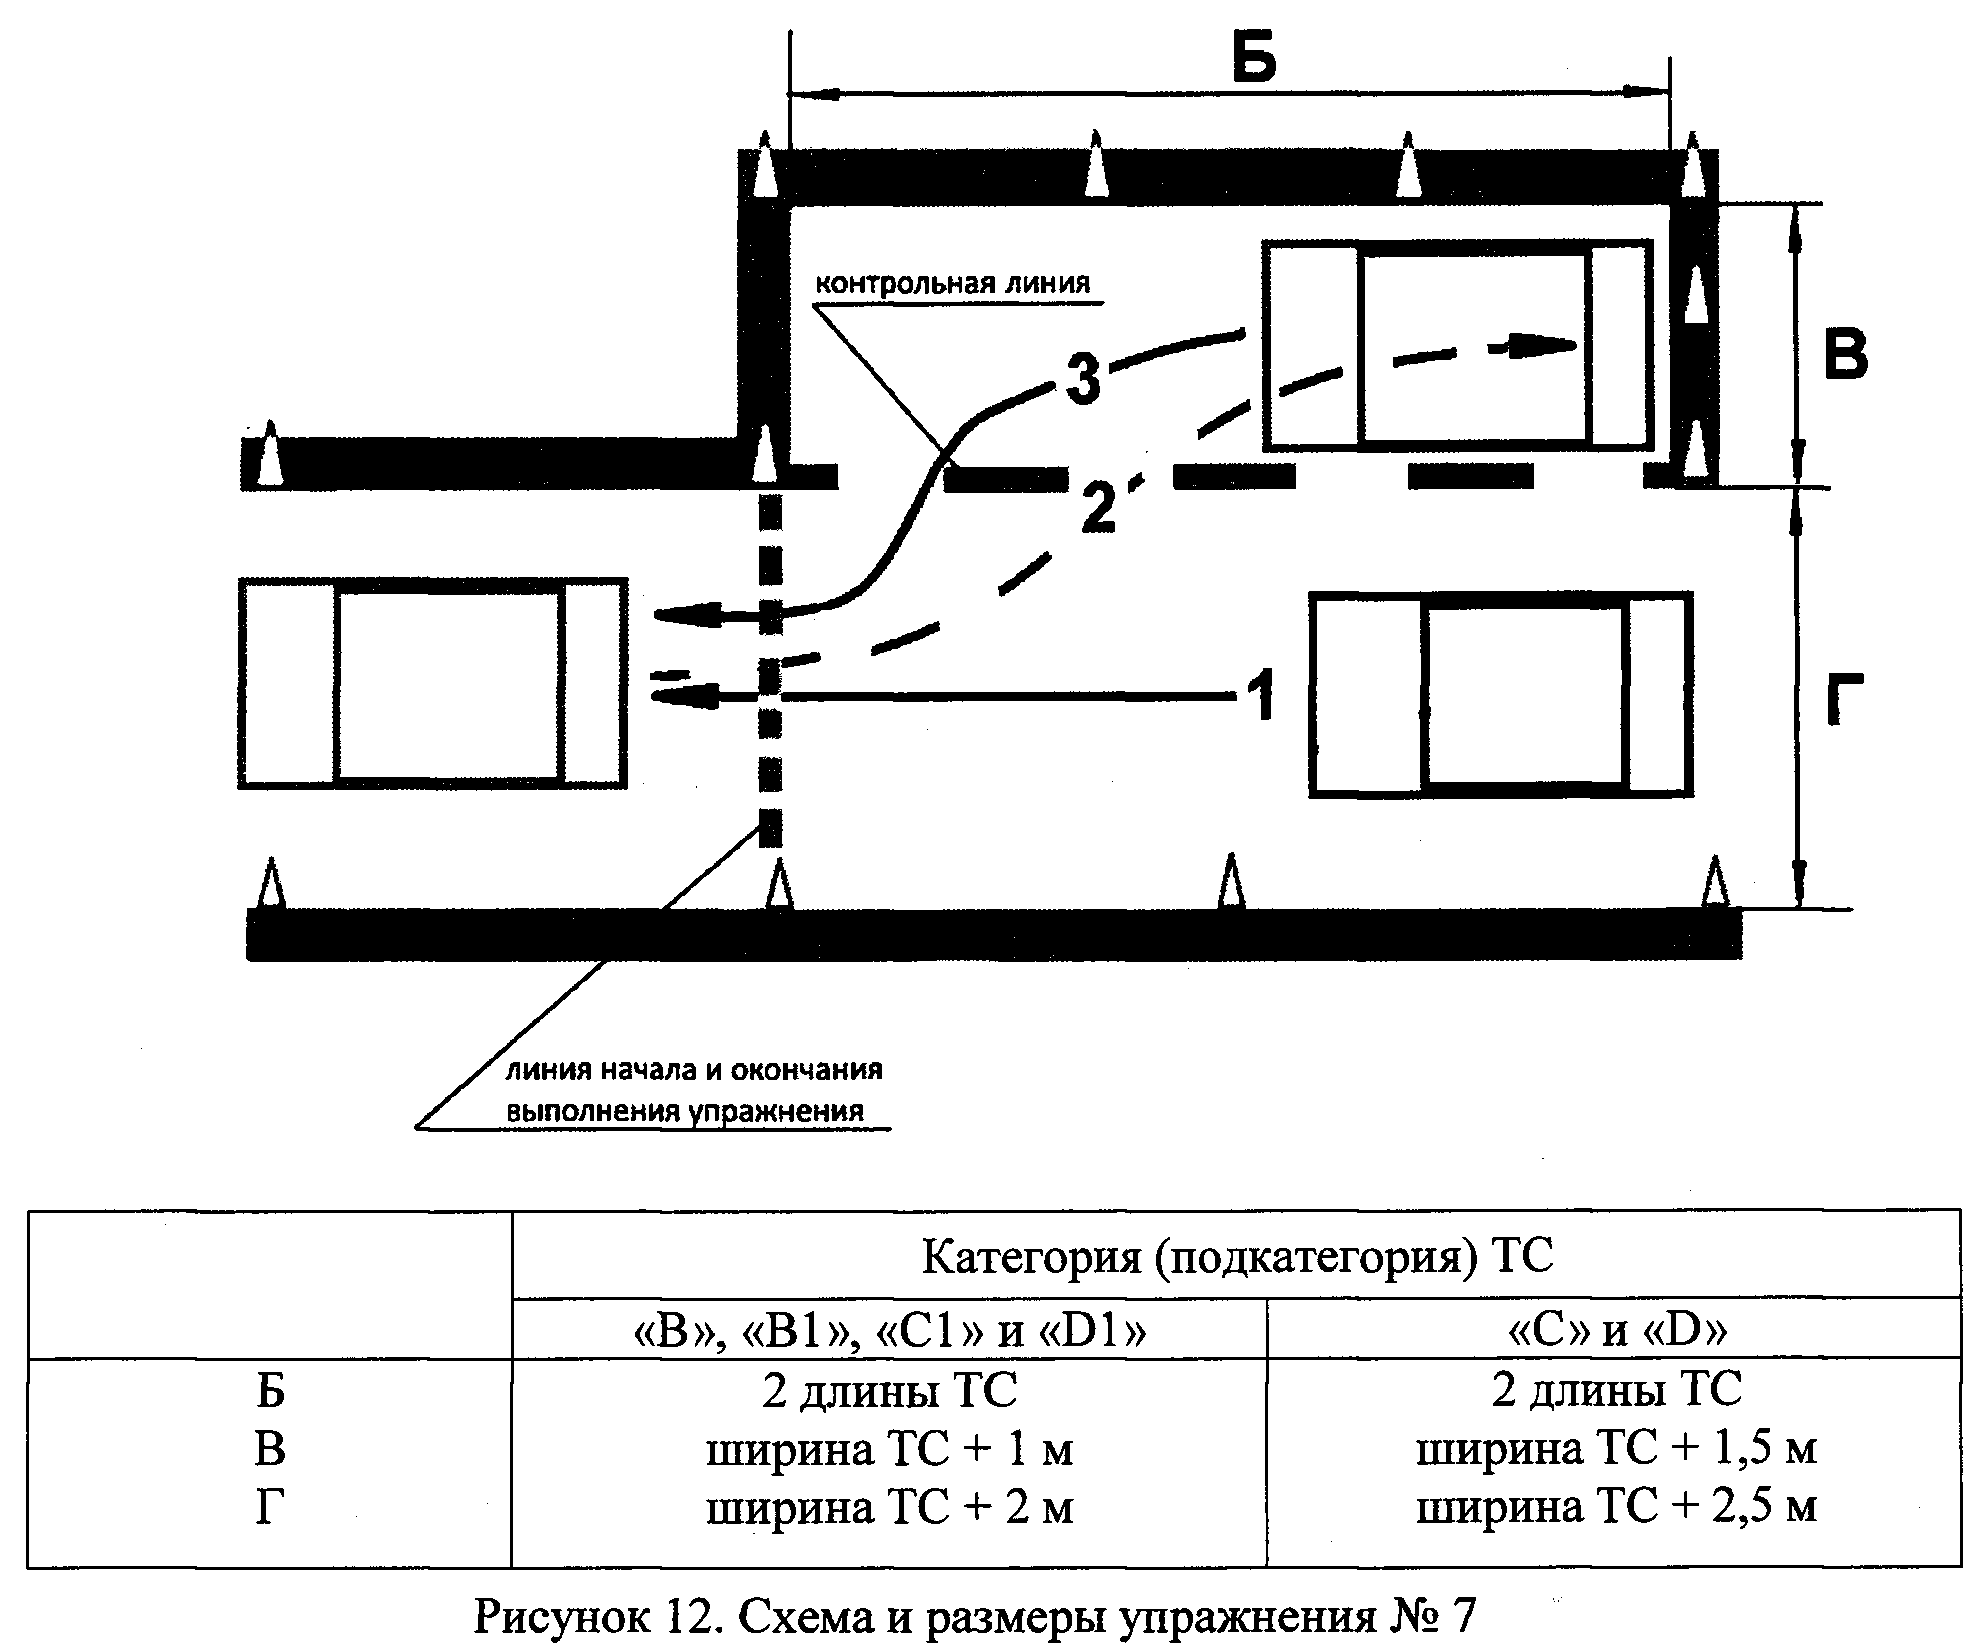 Б
контрольная линия
В
3
2
1
Г
линия начала и окончания
выполнения упражнения
Категория (подкатегория) ТС
«B», «B1», «C1» и «D1»
«C» и «D»
Б
2 длины ТС
2 длины ТС
В
ширина ТС + 1 м
ширина ТС + 1,5 м
Г
ширина ТС + 2 м
ширина ТС + 2,5 м
Рисунок 12. Схема и размеры упражнения № 7